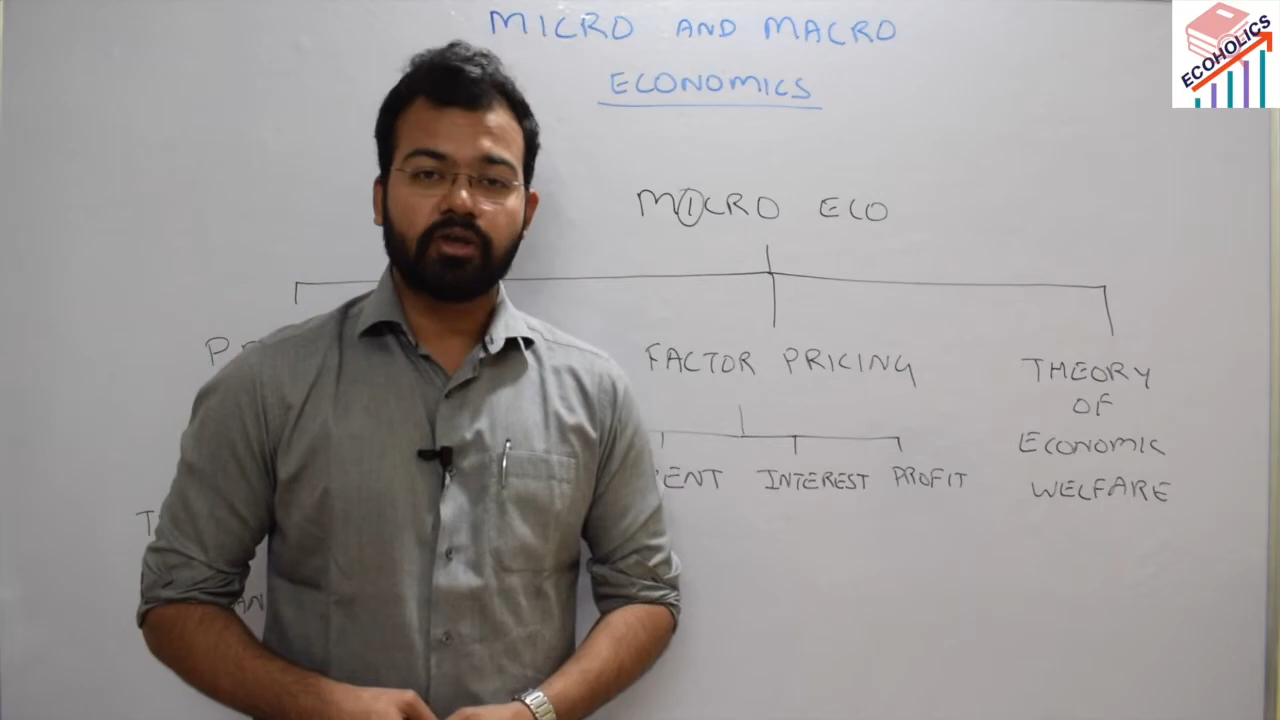 MICRO AND MACRO
ECONOMICS
ECOHOLICS
MICRO ECO
FACTOR PRICING
THEORY
OF
ECONOMIC
WELFARE
INTEREST PROFIT